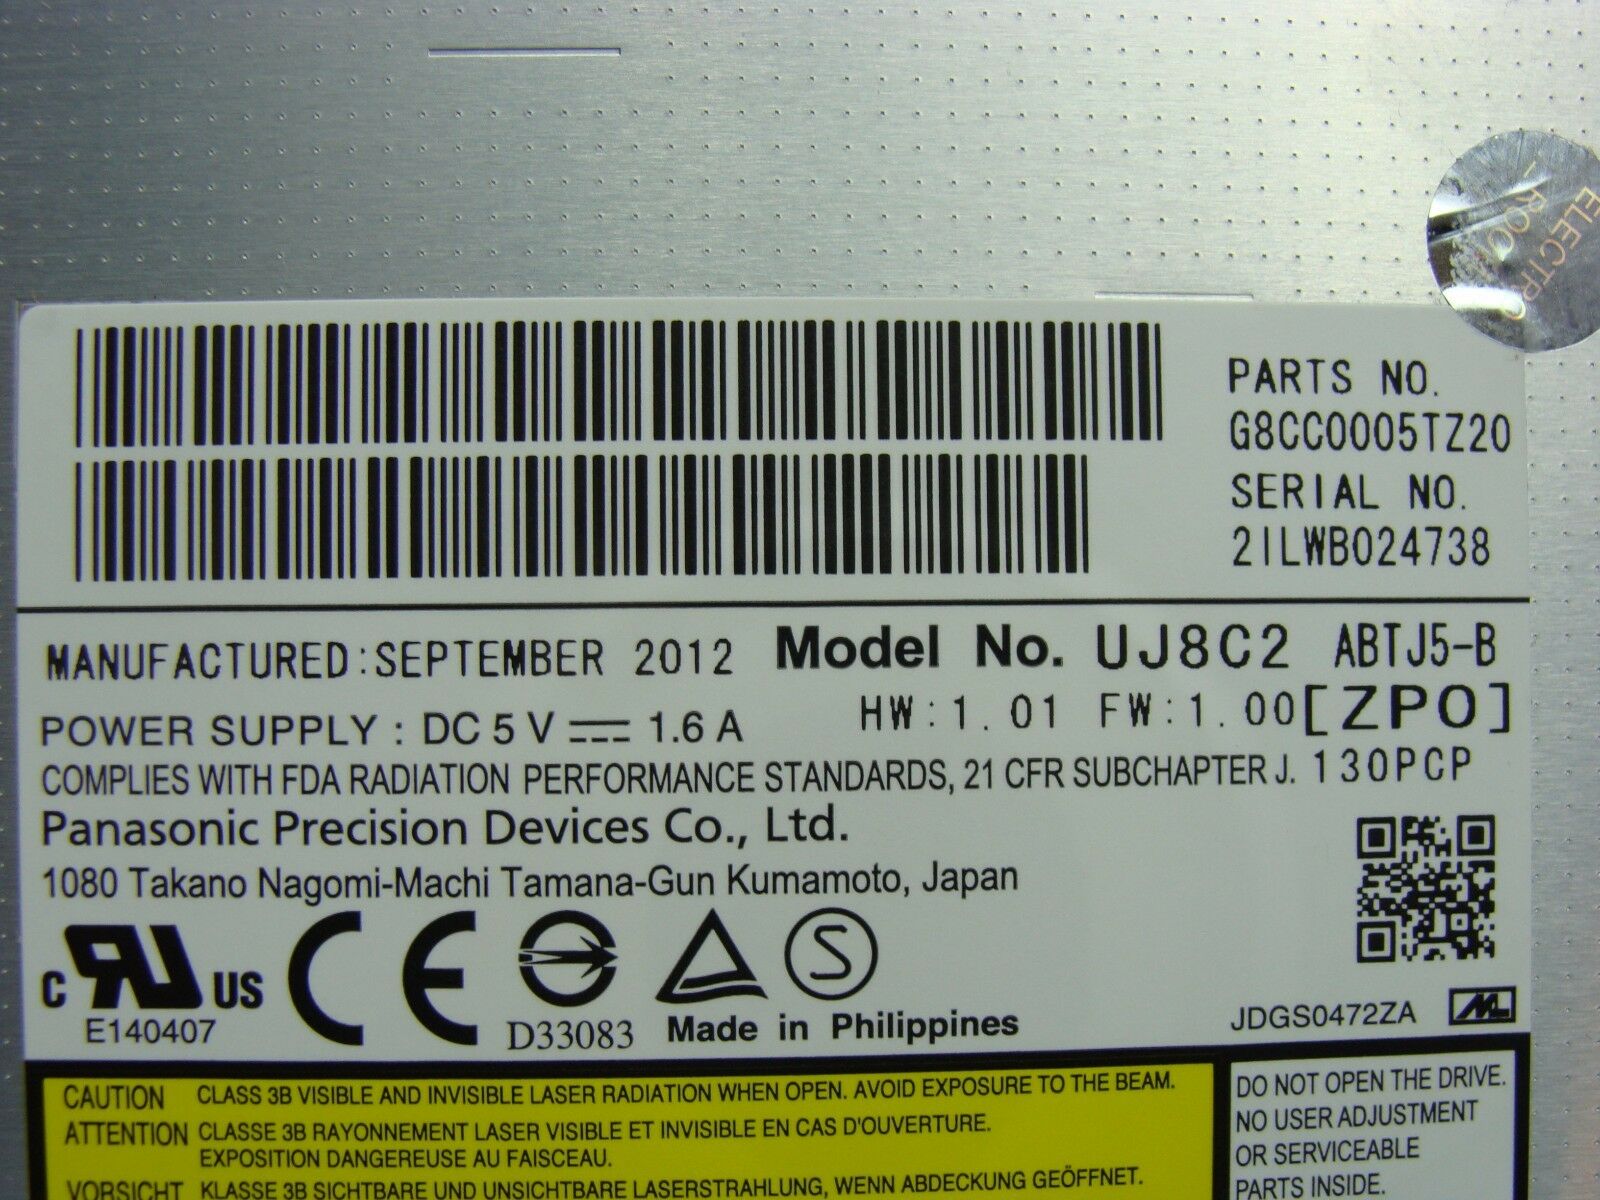 ELECTRO
PARTS NO.
G8CC0005TZ20
SERIAL NO.
21LWB024738
MANUFACTURED:SEPTEMBER 2012 Model No. UJ8C2 ABTJ5-B
POWER SUPPLY : DC 5 V 1.6 A HW:1.01 FW:1.00[ZPO]
COMPLIES WITH FDA RADIATION PERFORMANCE STANDARDS, 21 CFR SUBCHAPTER J. 130PCP
Panasonic Precision Devices Co., Ltd.
1080 Takano Nagomi-Machi Tamana-Gun Kumamoto, Japan
C RU US CE S
E140407 D33083 Made in Philippines JDGS0472ZA ML
CAUTION CLASS 3B VISIBLE AND INVISIBLE LASER RADIATION WHEN OPEN. AVOID EXPOSURE TO THE BEAM.
ATTENTION CLASSE 3B RAYONNEMENT LASER VISIBLE ET INVISIBLE EN CAS D'OUVERTURE.
EXPOSITION DANGEREUSE AU FAISCEAU.
VORSICHT KLASSE 3B SICHTBARE UND UNSICHTBARE LASERSTRAHLUNG, WENN ABDECKUNG GEÖFFNET.
DO NOT OPEN THE DRIVE.
NO USER ADJUSTMENT
OR SERVICEABLE
PARTS INSIDE.